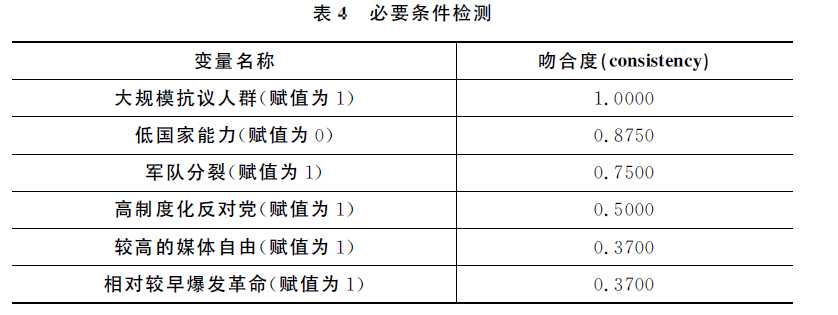 表 4 必要条件检测
变量名称 吻合度(consistency)
大规模抗议人群(赋值为 1) 1.0000
低国家能力(赋值为 0) 0.8750
军队分裂(赋值为 1) 0.7500
高制度化反对党(赋值为 1) 0.5000
较高的媒体自由(赋值为 1) 0.3700
相对较早爆发革命(赋值为 1) 0.3700